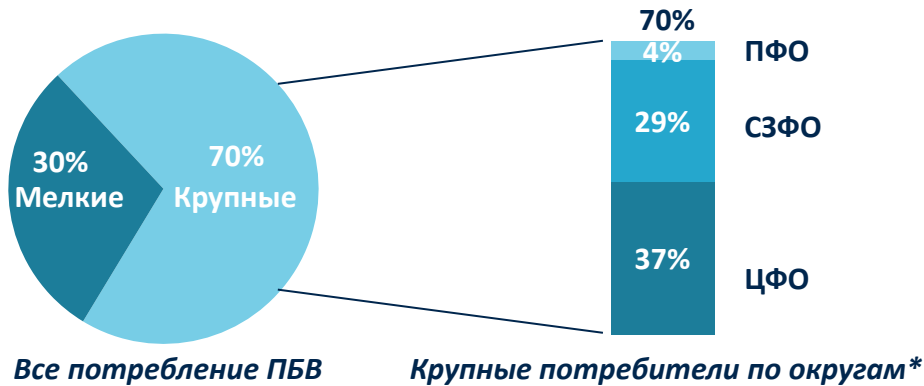 30%
Мелкие
70%
Крупные
Все потребление ПБВ
70%
4%
ПФО
29%
СЗФО
37%
ЦФО
Крупные потребители по округам*